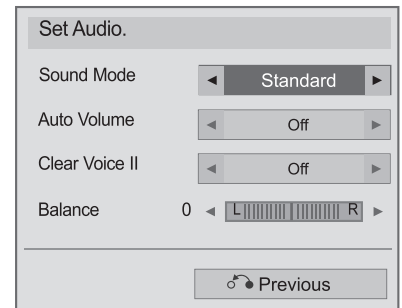 Set Audio.
Sound Mode ◄ Standard ►
Auto Volume ◄ Off ►
Clear Voice II ◄ Off ►
Balance 0 ◄ L R ►
Previous